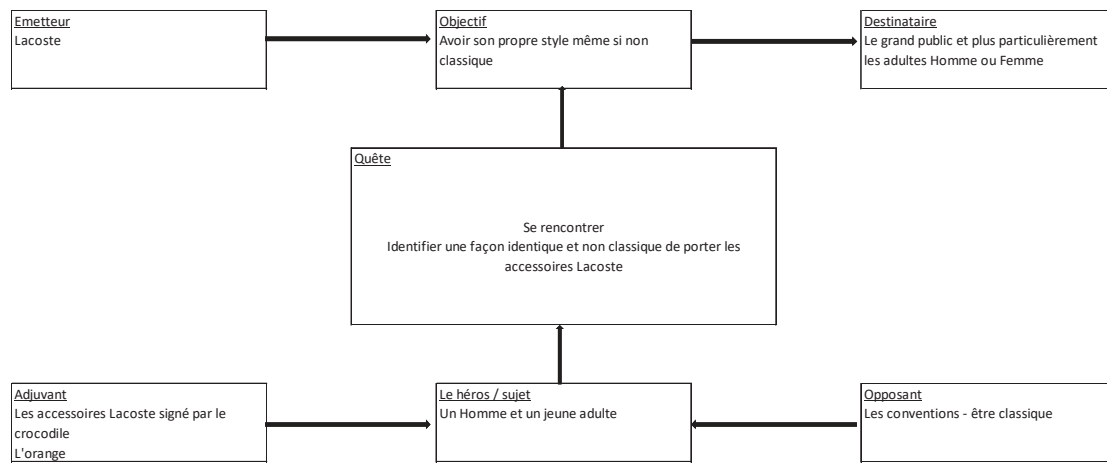 Emetteur
Lacoste
Objectif
Avoir son propre style même si non
classique
Destinataire
Le grand public et plus particulièrement
les adultes Homme ou Femme
Quête
Se rencontrer
Identifier une façon identique et non classique de porter les
accessoires Lacoste
Adjuvant
Les accessoires Lacoste signé par le
crocodile
L'orange
Le héros / sujet
Un Homme et un jeune adulte
Opposant
Les conventions - être classique